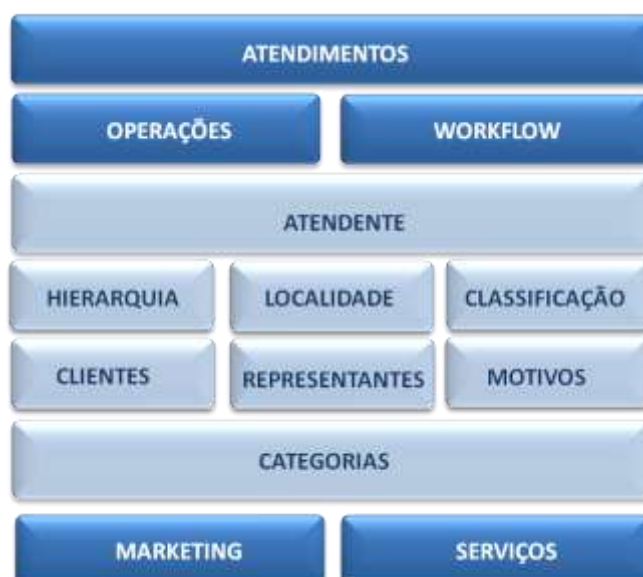 ATENDIMENTOS
OPERAÇÕES WORKFLOW
ATENDENTE
HIERARQUIA LOCALIDADE CLASSIFICAÇÃO
CLIENTES REPRESENTANTES MOTIVOS
CATEGORIAS
MARKETING SERVIÇOS